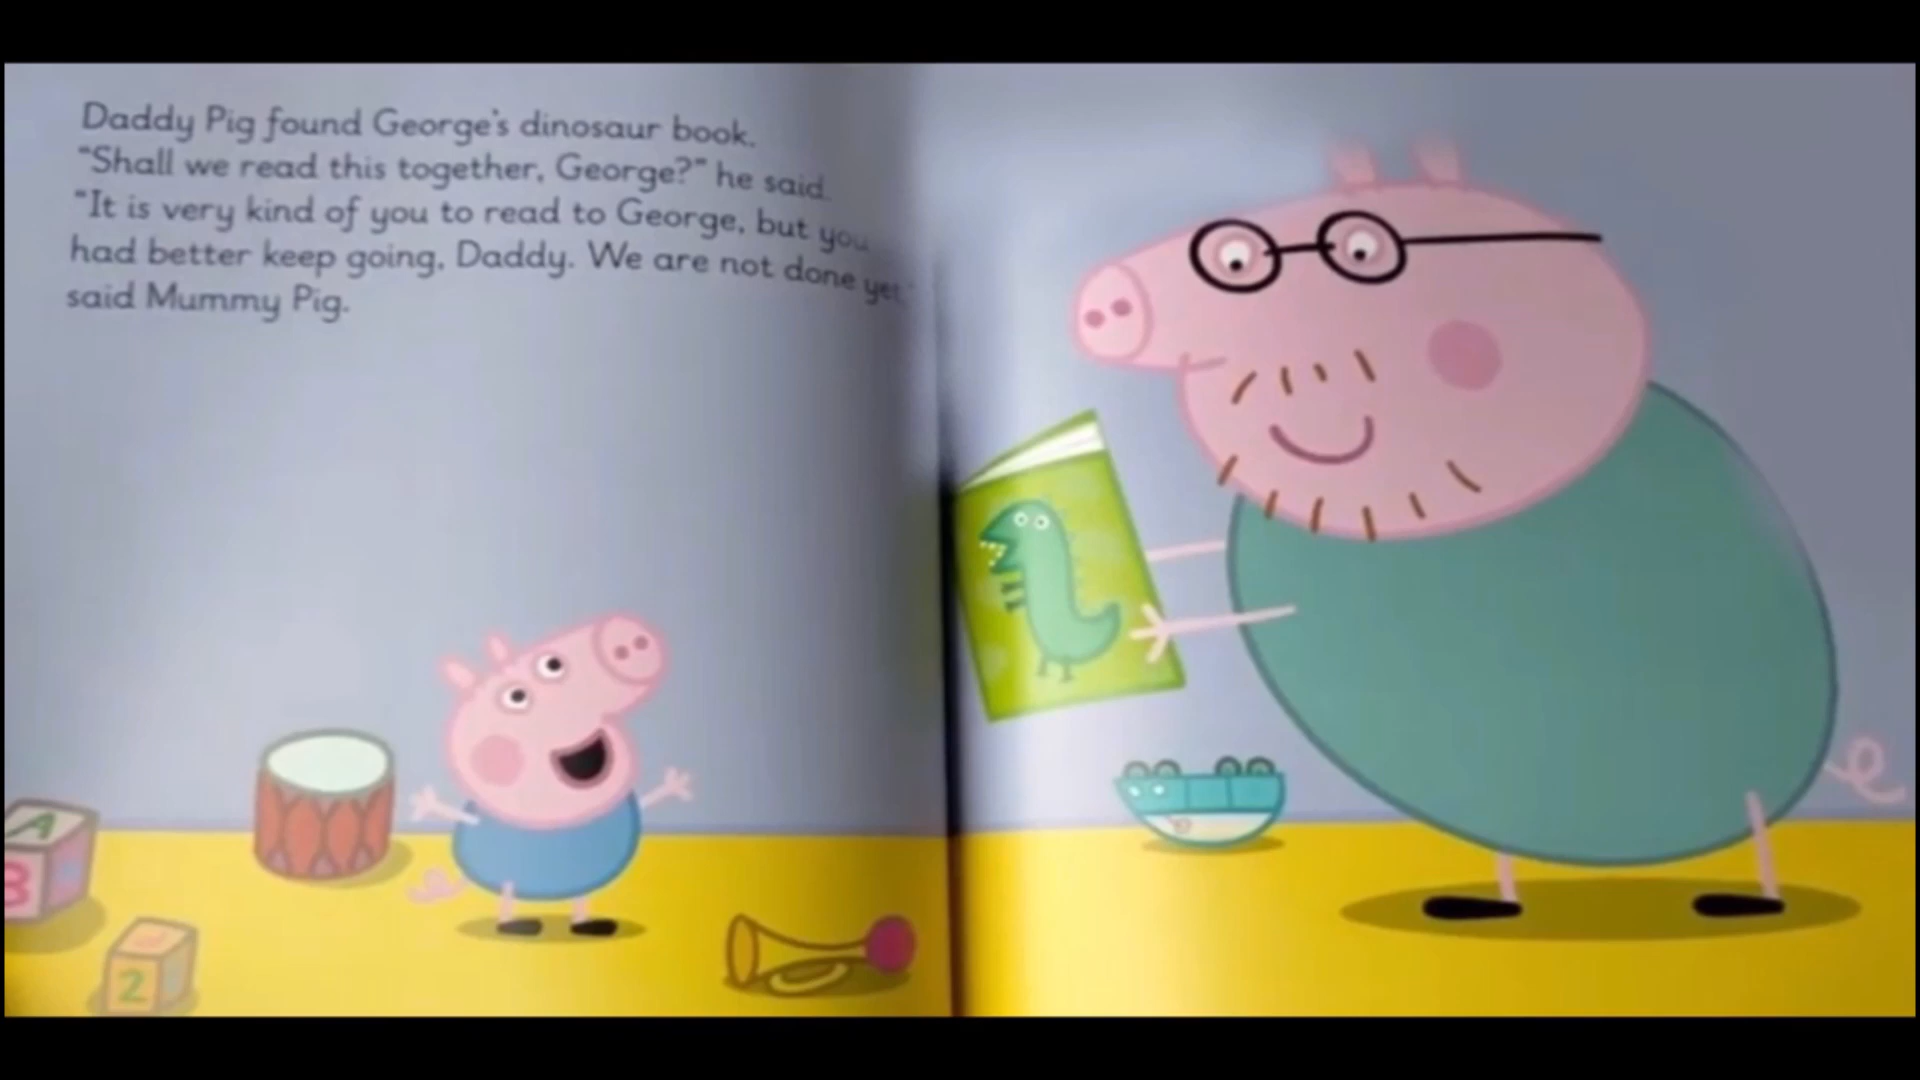 Daddy Pig found George's dinosaur book.
"Shall we read this together, George?" he said.
"It is very kind of you to read to George, but you
had better keep going, Daddy. We are not done yet,"
said Mummy Pig.
A
B
2